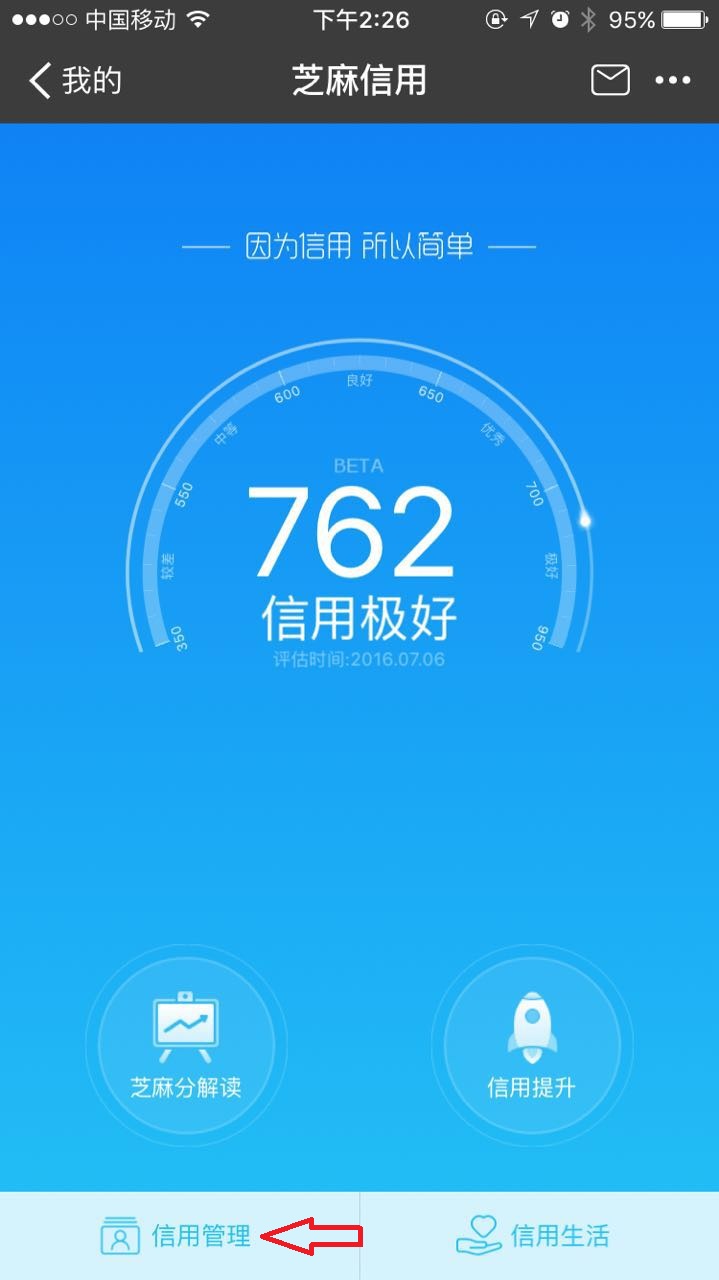 中国移动 下午2:26 95%
我的 芝麻信用
因为信用 所以简单
350 较差 550 中等 600 良好 650 优秀 700 极好 950
BETA
762
信用极好
评估时间:2016.07.06
芝麻分解读 信用提升
信用管理 信用生活